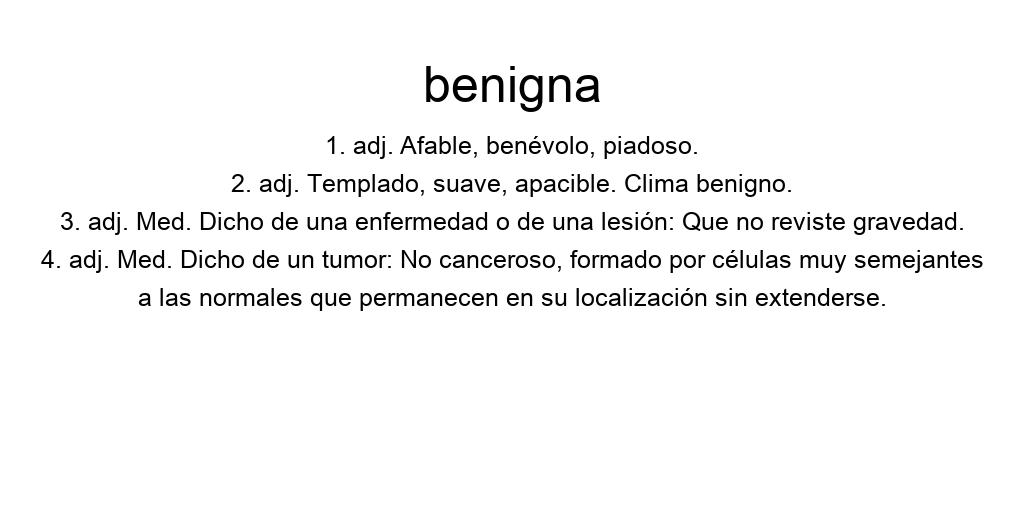 benigna
1. adj. Afable, benévolo, piadoso.
2. adj. Templado, suave, apacible. Clima benigno.
3. adj. Med. Dicho de una enfermedad o de una lesión: Que no reviste gravedad.
4. adj. Med. Dicho de un tumor: No canceroso, formado por células muy semejantes
a las normales que permanecen en su localización sin extenderse.